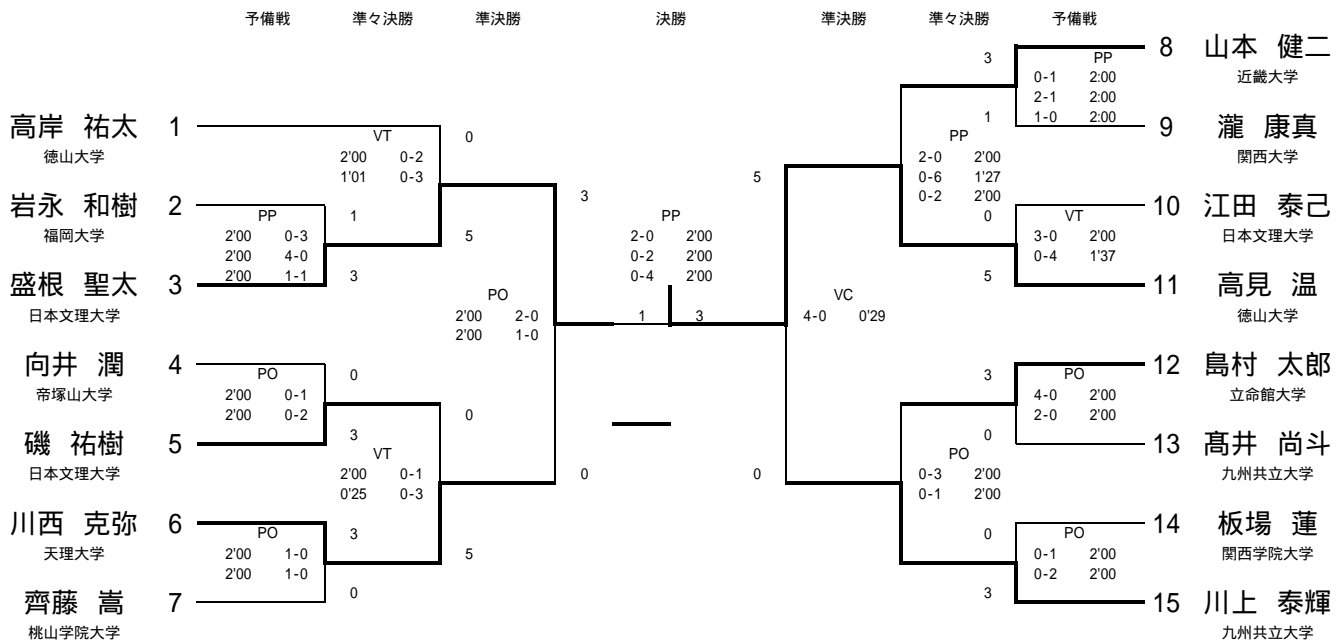 予備戦 準々決勝 準決勝 決勝 準決勝 準々決勝 予備戦
高岸 祐太 1
徳山大学
岩永 和樹 2
福岡大学
盛根 聖太 3
日本文理大学
向井 潤 4
帝塚山大学
磯 祐樹 5
日本文理大学
川西 克弥 6
天理大学
齊藤 嵩 7
桃山学院大学
PP
2'00 0-3
2'00 4-0
2'00 1-1
PO
2'00 0-1
2'00 0-2
PO
2'00 1-0
2'00 1-0
VT
2'00 0-2
1'01 0-3
1
3
0
3
VT
2'00 0-1
0'25 0-3
3
0
0
5
PO
2'00 2-0
2'00 1-0
0
5
3
0
PP
2-0 2'00
0-2 2'00
0-4 2'00
1 3
5
0
VC
4-0 0'29
3
1
PP
2-0 2'00
0-6 1'27
0-2 2'00
0
5
3
0
PO
0-3 2'00
0-1 2'00
0
3
PP
0-1 2:00
2-1 2:00
1-0 2:00
VT
3-0 2'00
0-4 1'37
PO
4-0 2'00
2-0 2'00
PO
0-1 2'00
0-2 2'00
8 山本 健二
近畿大学
9 瀧 康真
関西大学
10 江田 泰己
日本文理大学
11 高見 温
徳山大学
12 島村 太郎
立命館大学
13 髙井 尚斗
九州共立大学
14 板場 蓮
関西学院大学
15 川上 泰輝
九州共立大学